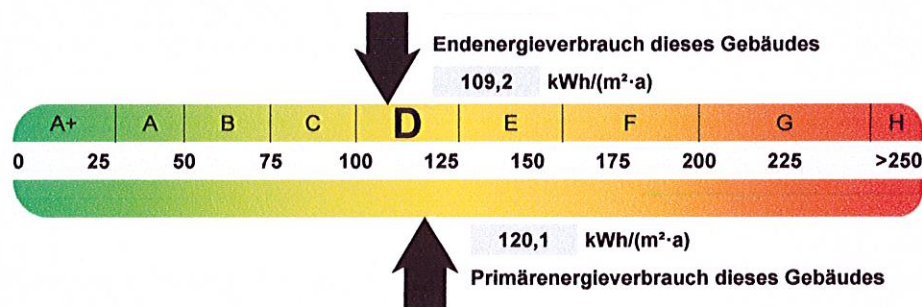 Endenergieverbrauch dieses Gebäudes
109,2 kWh/(m²·a)
A+ A B C D E F G H
0 25 50 75 100 125 150 175 200 225 >250
120,1 kWh/(m²·a)
Primärenergieverbrauch dieses Gebäudes